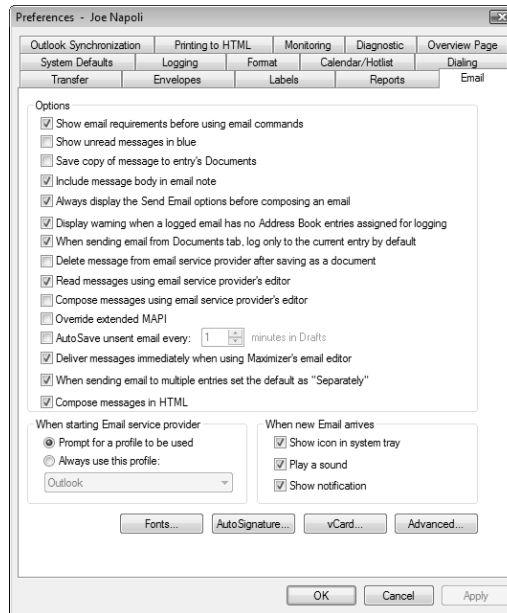 Preferences - Joe Napoli
Outlook Synchronization Printing to HTML Monitoring Diagnostic Overview Page
System Defaults Logging Format Calendar/Hotlist Dialing
Transfer Envelopes Labels Reports Email
Options
Show email requirements before using email commands
Show unread messages in blue
Save copy of message to entry's Documents
Include message body in email note
Always display the Send Email options before composing an email
Display warning when a logged email has no Address Book entries assigned for logging
When sending email from Documents tab, log only to the current entry by default
Delete message from email service provider after saving as a document
Read messages using email service provider's editor
Compose messages using email service provider's editor
Override extended MAPI
AutoSave unsent email every: 1 minutes in Drafts
Deliver messages immediately when using Maximizer's email editor
When sending email to multiple entries set the default as "Separately"
Compose messages in HTML
When starting Email service provider When new Email arrives
Prompt for a profile to be used Show icon in system tray
Always use this profile: Play a sound
Outlook Show notification
Fonts... AutoSignature... vCard... Advanced...
OK Cancel Apply